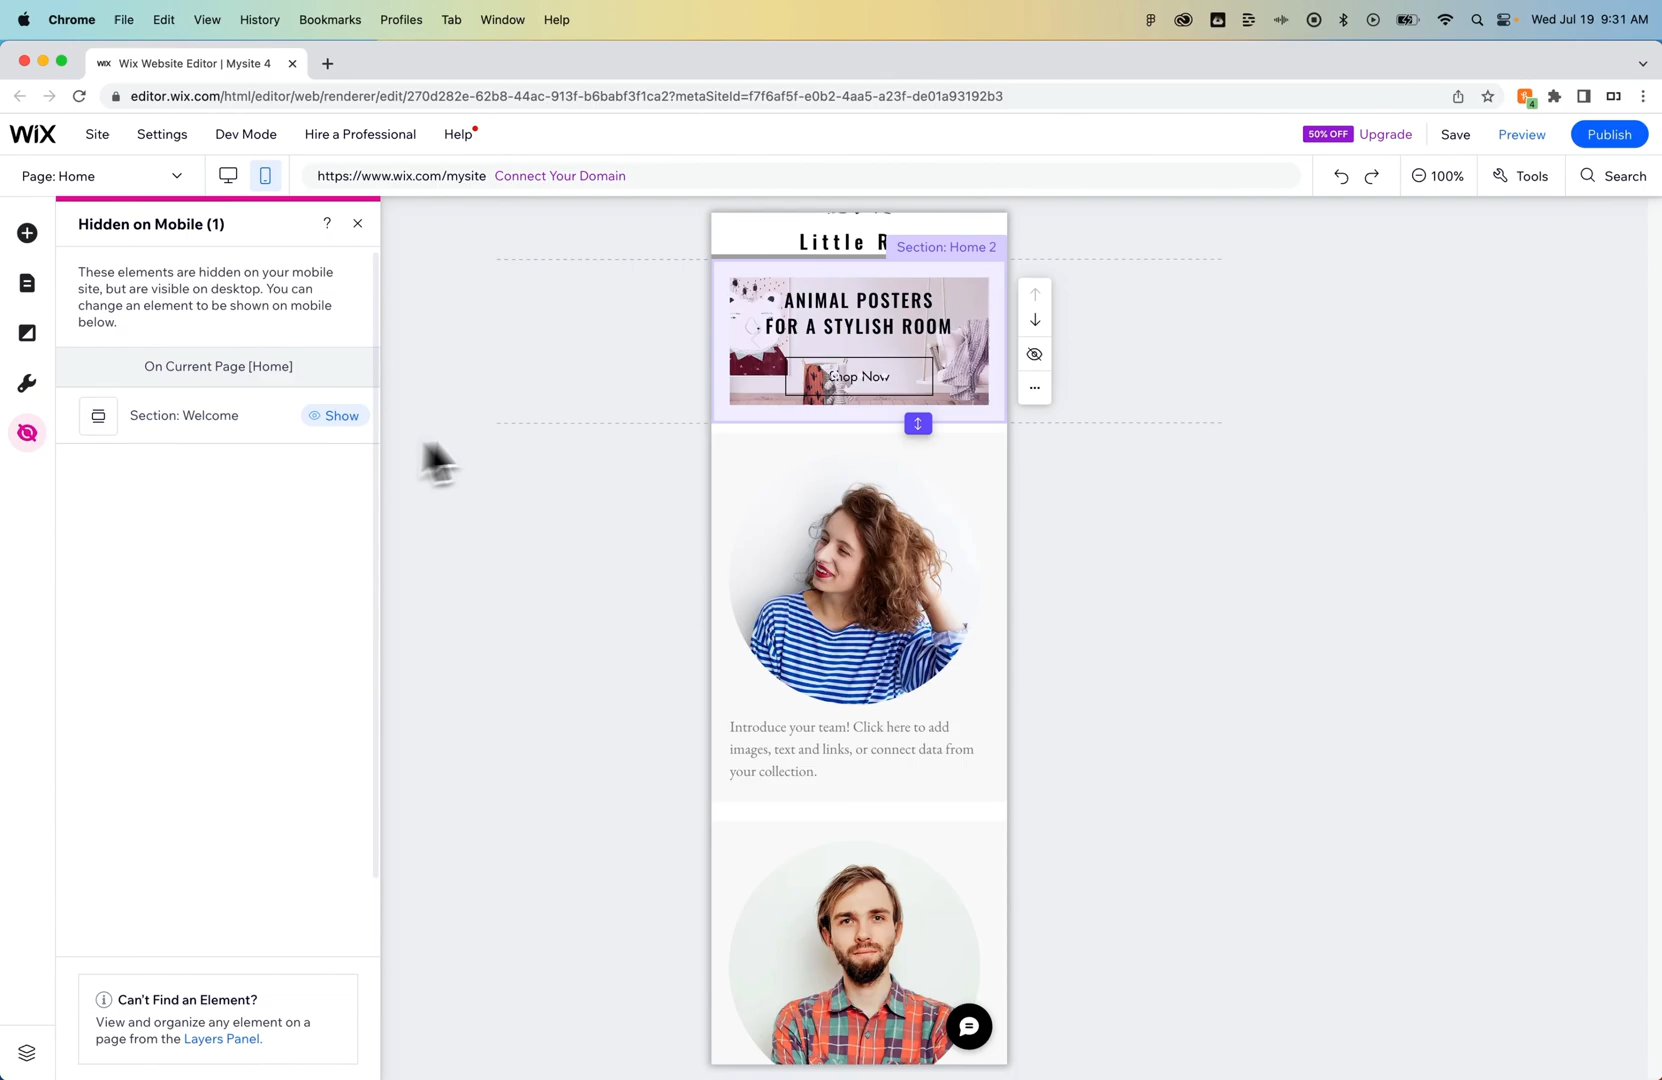 Chrome File Edit View History Bookmarks Profiles Tab Window Help Wed Jul 19 9:31 AM
WiX Wix Website Editor | Mysite 4
editor.wix.com/html/editor/web/renderer/edit/270d282e-62b8-44ac-913f-b6babf3f1ca2?metaSiteId=f7f6af5f-e0b2-4aa5-a23f-de01a93192b3 4
WiX Site Settings Dev Mode Hire a Professional Help 50% OFF Upgrade Save Preview Publish
Page: Home https://www.wix.com/mysite Connect Your Domain 100% Tools Search
Hidden on Mobile (1) ?
These elements are hidden on your mobile
site, but are visible on desktop. You can
change an element to be shown on mobile
below.
On Current Page [Home]
Section: Welcome Show
Can't Find an Element?
View and organize any element on a
page from the Layers Panel.
Little R
Section: Home 2
ANIMAL POSTERS
FOR A STYLISH ROOM
Shop Now
Introduce your team! Click here to add
images, text and links, or connect data from
your collection.